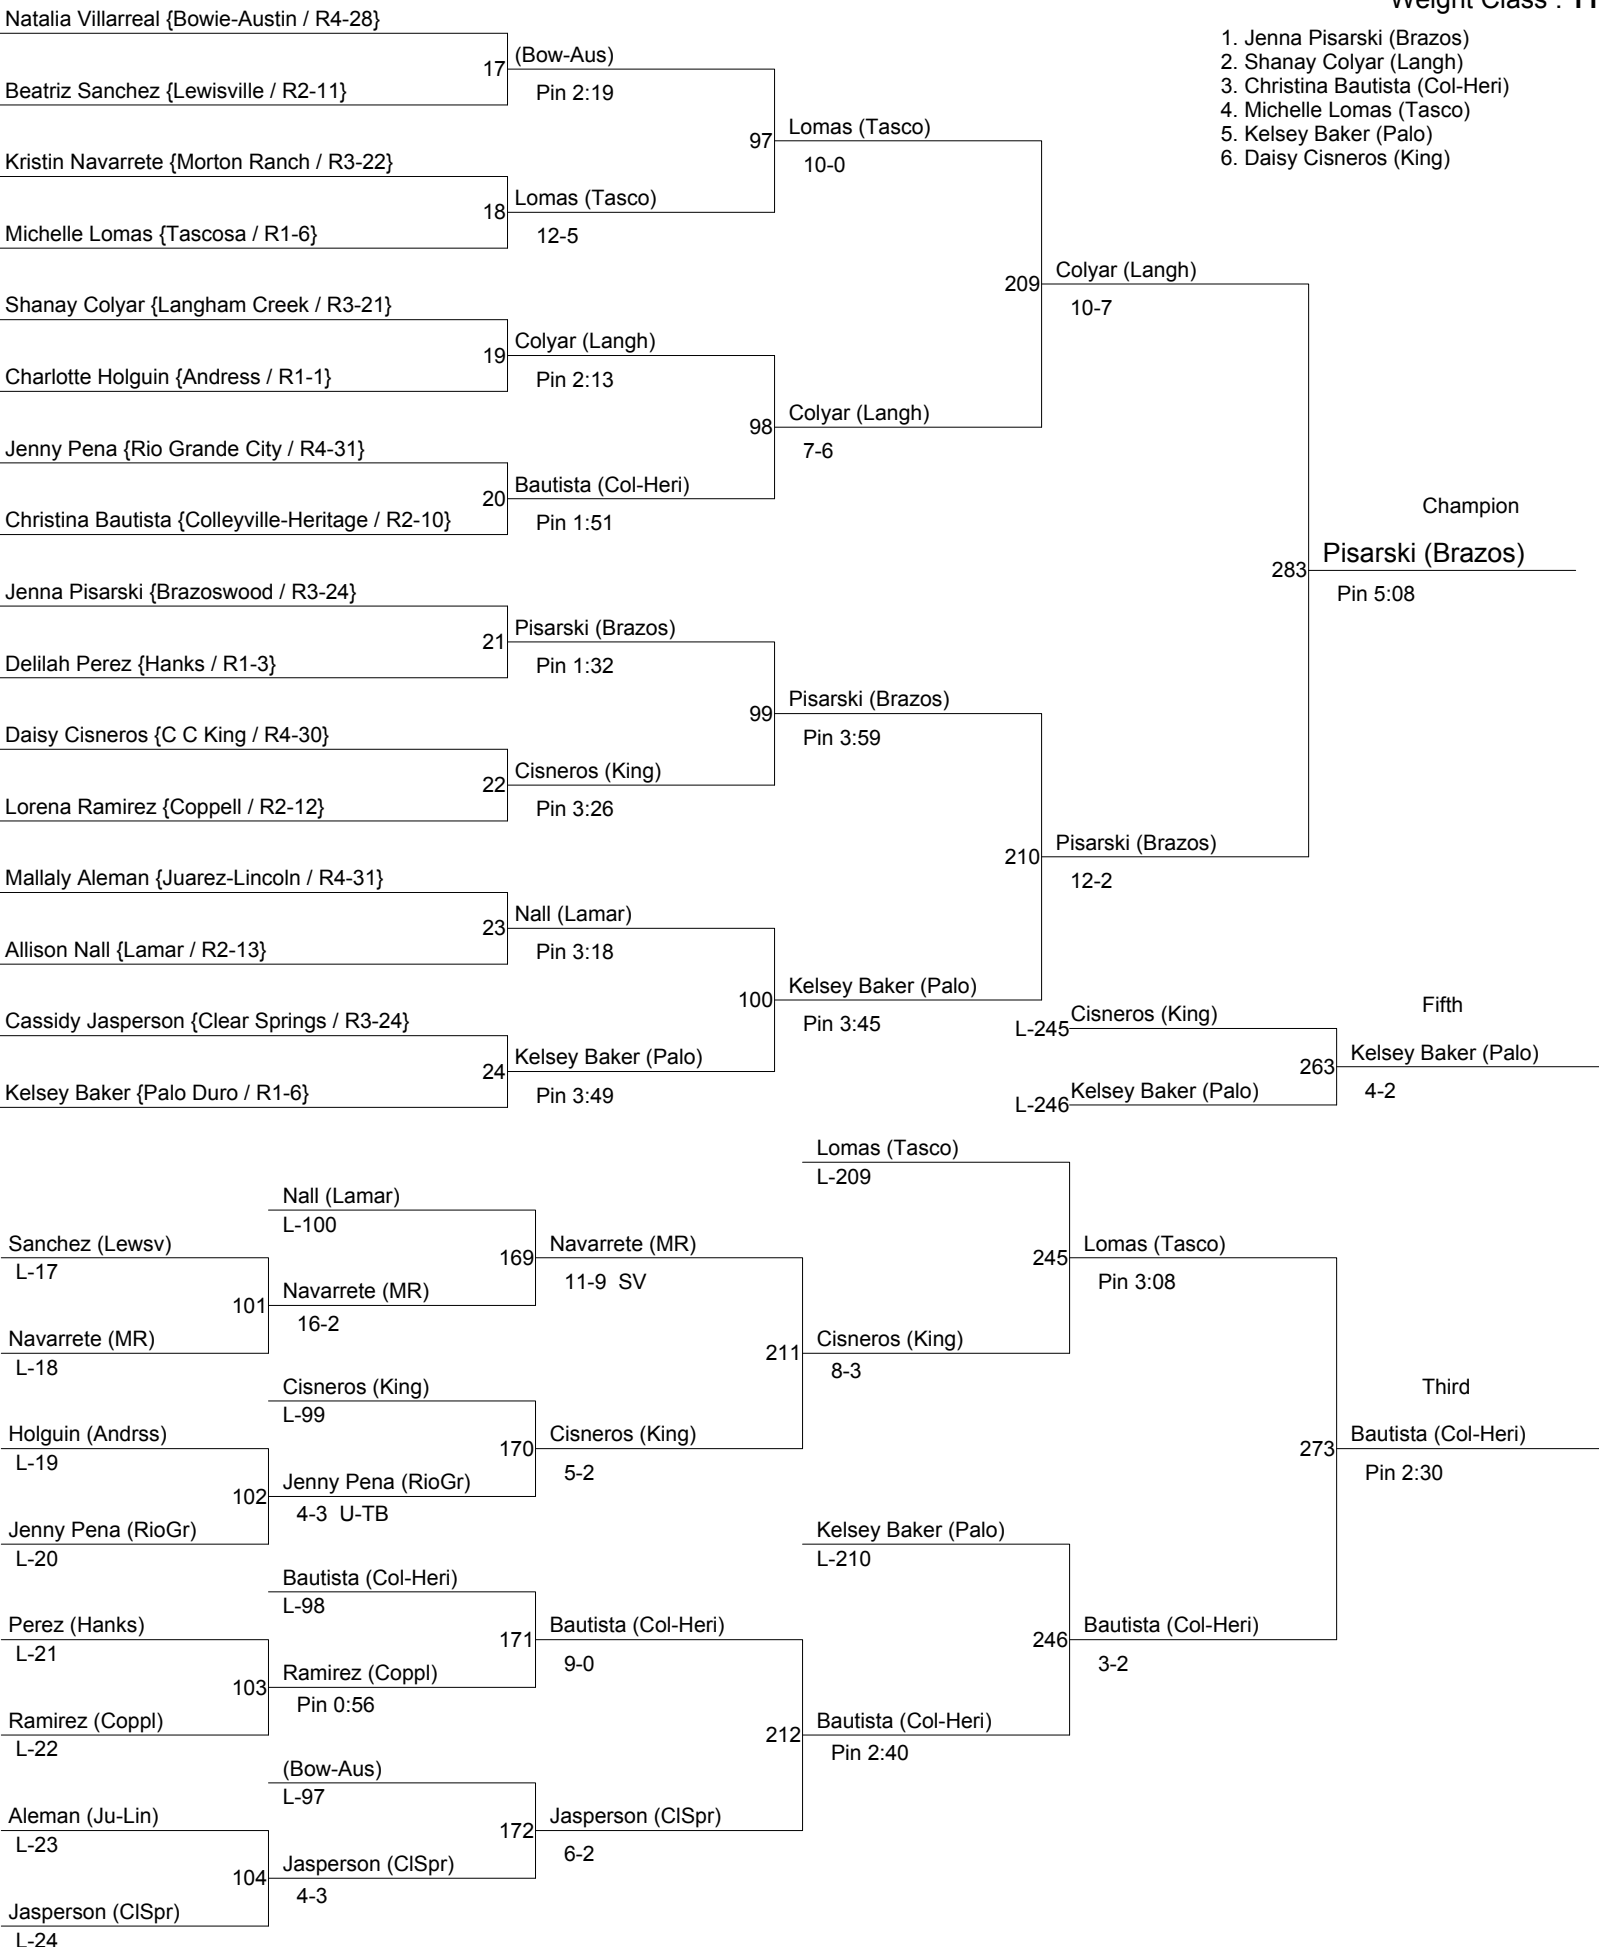 Weight Class : 11
1. Jenna Pisarski (Brazos)
2. Shanay Colyar (Langh)
3. Christina Bautista (Col-Heri)
4. Michelle Lomas (Tasco)
5. Kelsey Baker (Palo)
6. Daisy Cisneros (King)
Natalia Villarreal {Bowie-Austin / R4-28}
17
(Bow-Aus)
Pin 2:19
Beatriz Sanchez {Lewisville / R2-11}
97
Lomas (Tasco)
10-0
Kristin Navarrete {Morton Ranch / R3-22}
18
Lomas (Tasco)
12-5
Michelle Lomas {Tascosa / R1-6}
209
Colyar (Langh)
10-7
Shanay Colyar {Langham Creek / R3-21}
19
Colyar (Langh)
Pin 2:13
Charlotte Holguin {Andress / R1-1}
98
Colyar (Langh)
7-6
Jenny Pena {Rio Grande City / R4-31}
20
Bautista (Col-Heri)
Pin 1:51
Christina Bautista {Colleyville-Heritage / R2-10}
Champion
283
Pisarski (Brazos)
Pin 5:08
Jenna Pisarski {Brazoswood / R3-24}
21
Pisarski (Brazos)
Pin 1:32
Delilah Perez {Hanks / R1-3}
99
Pisarski (Brazos)
Pin 3:59
Daisy Cisneros {C C King / R4-30}
22
Cisneros (King)
Pin 3:26
Lorena Ramirez {Coppell / R2-12}
210
Pisarski (Brazos)
12-2
Mallaly Aleman {Juarez-Lincoln / R4-31}
23
Nall (Lamar)
Pin 3:18
Allison Nall {Lamar / R2-13}
100
Kelsey Baker (Palo)
Pin 3:45
Cassidy Jasperson {Clear Springs / R3-24}
24
Kelsey Baker (Palo)
Pin 3:49
Kelsey Baker {Palo Duro / R1-6}
Fifth
L-245
Cisneros (King)
263
Kelsey Baker (Palo)
4-2
L-246
Kelsey Baker (Palo)
Lomas (Tasco)
L-209
Nall (Lamar)
L-100
Sanchez (Lewsv)
L-17
169
Navarrete (MR)
11-9 SV
245
Lomas (Tasco)
Pin 3:08
101
Navarrete (MR)
16-2
Navarrete (MR)
L-18
211
Cisneros (King)
8-3
Cisneros (King)
L-99
Third
Holguin (Andrss)
L-19
170
Cisneros (King)
5-2
273
Bautista (Col-Heri)
Pin 2:30
102
Jenny Pena (RioGr)
4-3 U-TB
Jenny Pena (RioGr)
L-20
Kelsey Baker (Palo)
L-210
Bautista (Col-Heri)
L-98
Perez (Hanks)
L-21
171
Bautista (Col-Heri)
9-0
246
Bautista (Col-Heri)
3-2
103
Ramirez (Coppl)
Pin 0:56
Ramirez (Coppl)
L-22
212
Bautista (Col-Heri)
Pin 2:40
(Bow-Aus)
L-97
Aleman (Ju-Lin)
L-23
172
Jasperson (ClSpr)
6-2
104
Jasperson (ClSpr)
4-3
Jasperson (ClSpr)
L-24